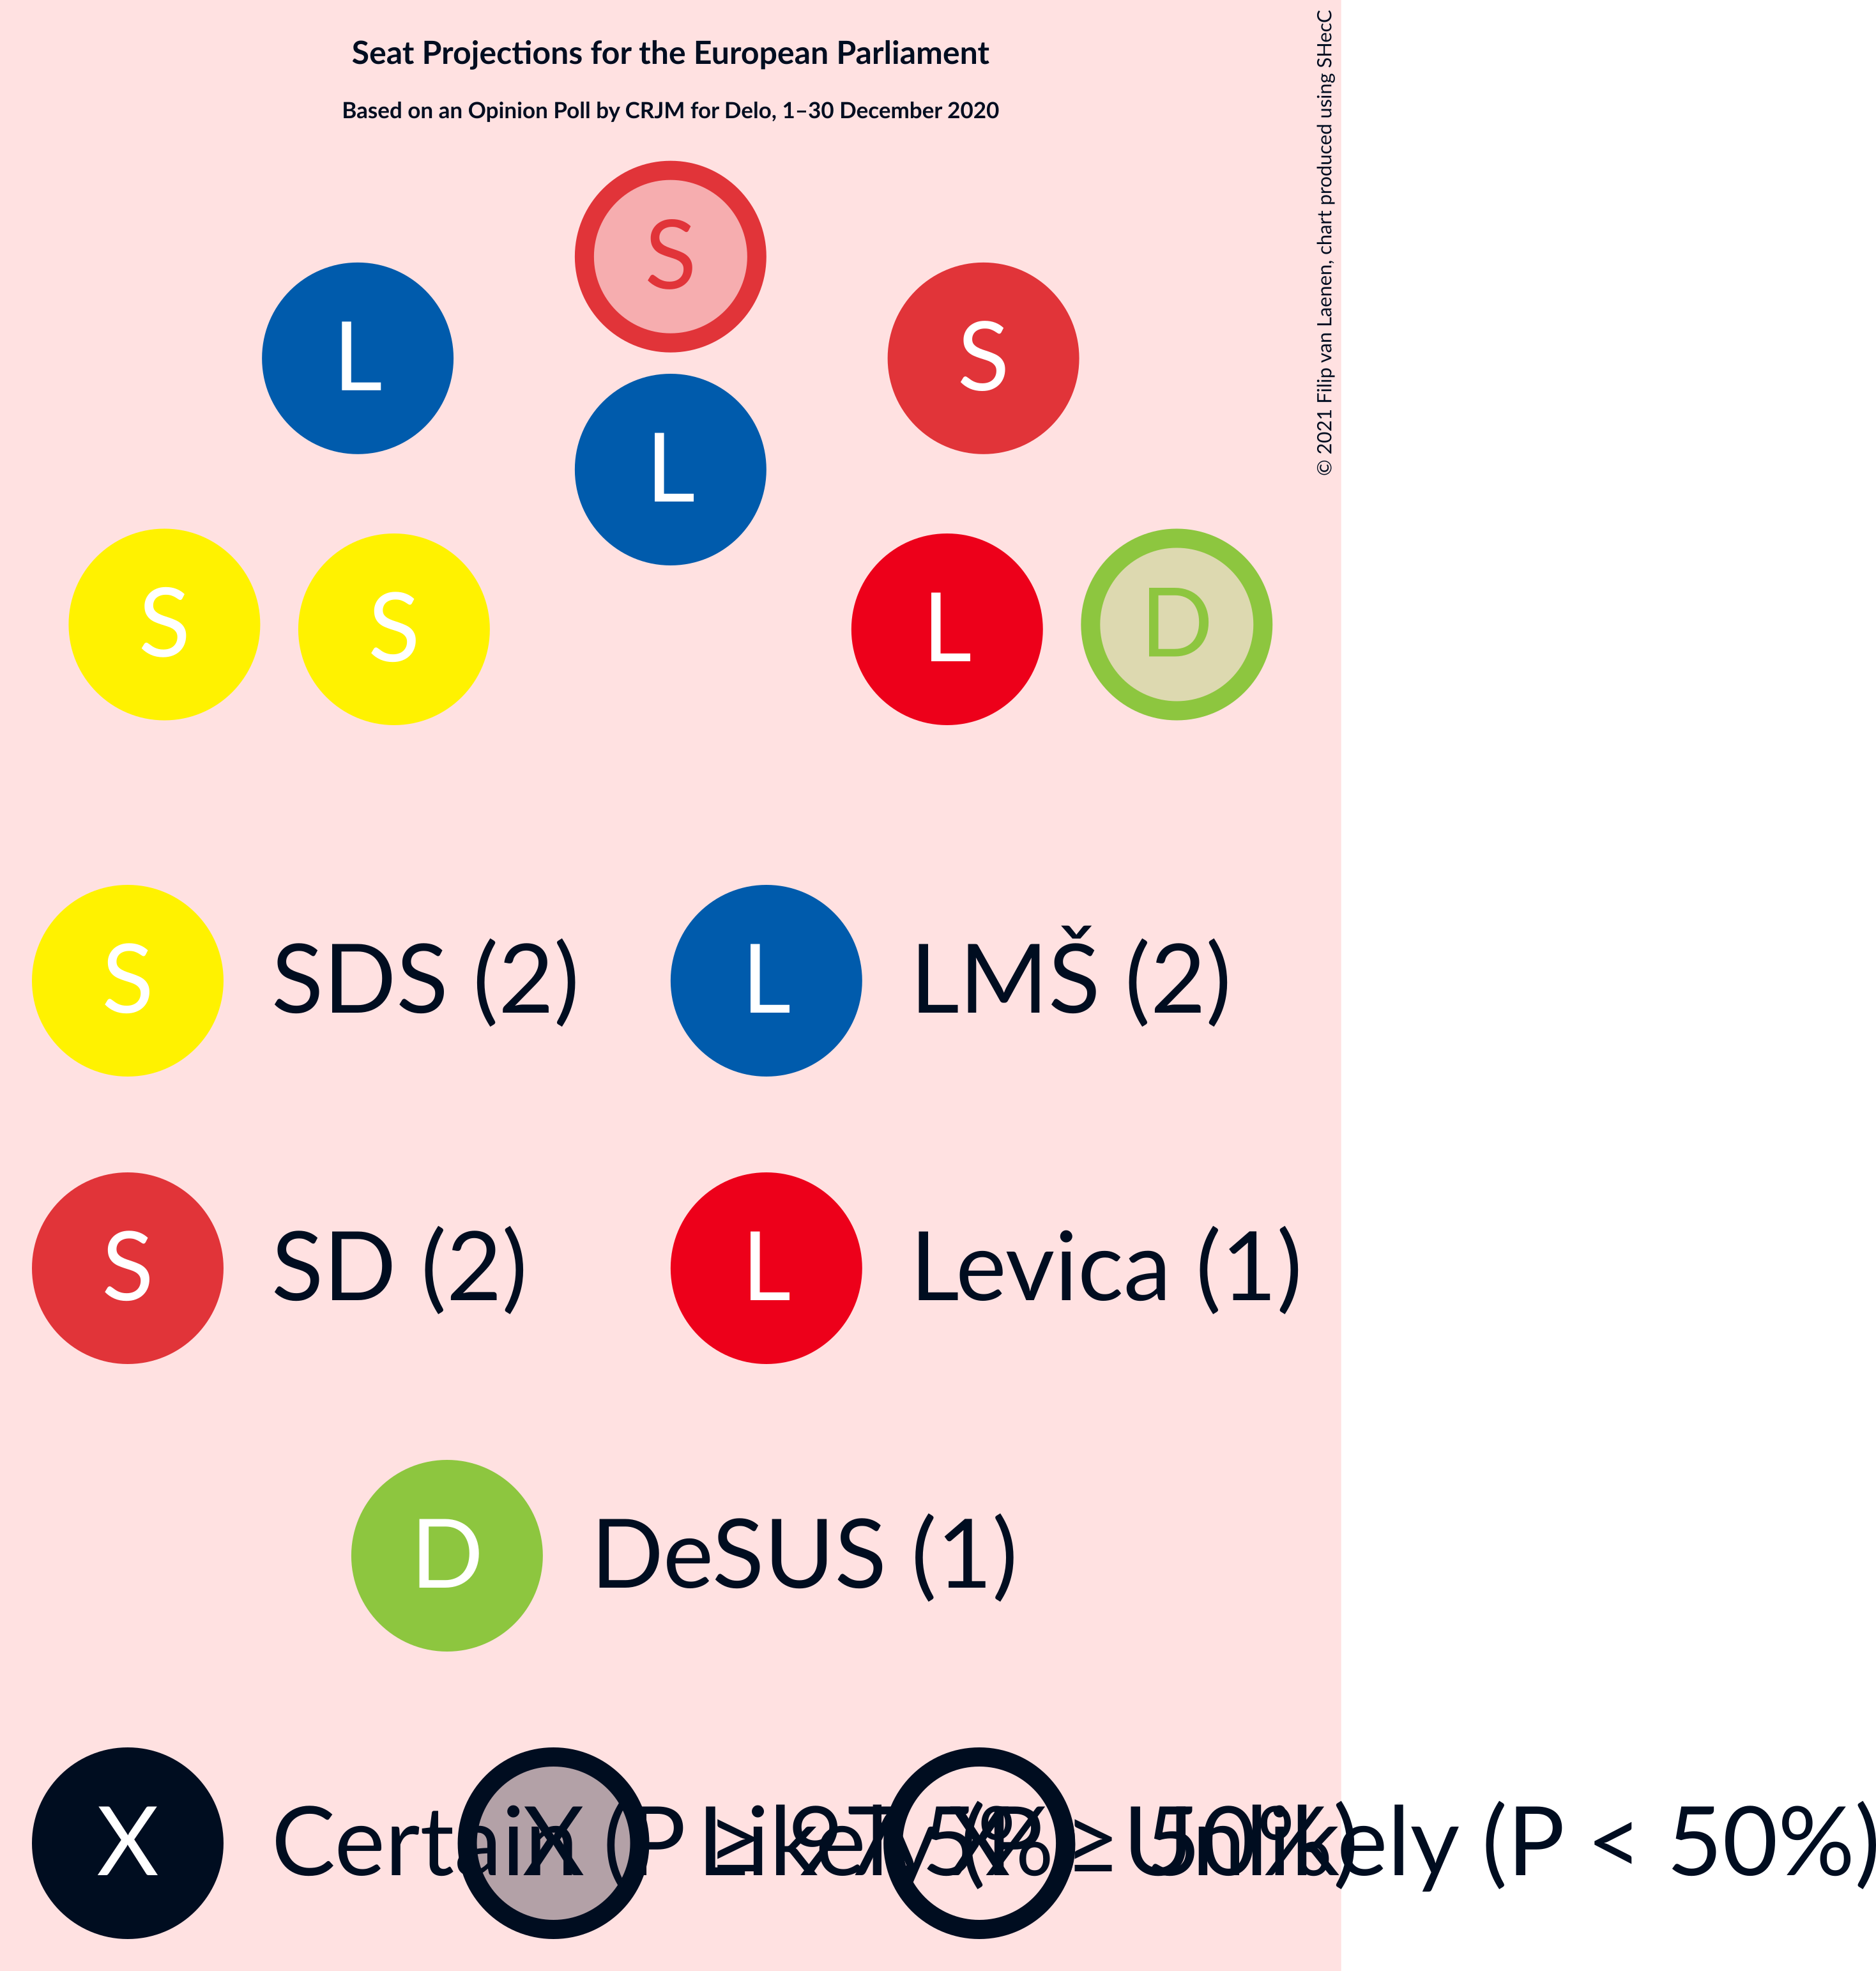 Seat Projections for the European Parliament
Based on an Opinion Poll by CRJM for Delo, 1–30 December 2020
© 2021 Filip van Laenen, chart produced using SHecC
S
L
S
L
S
S
L
D
S SDS (2)
L LMŠ (2)
S SD (2)
L Levica (1)
D DeSUS (1)
X Certain (P
X Likely (P ≥ 50%)
X Unlikely (P < 50%)